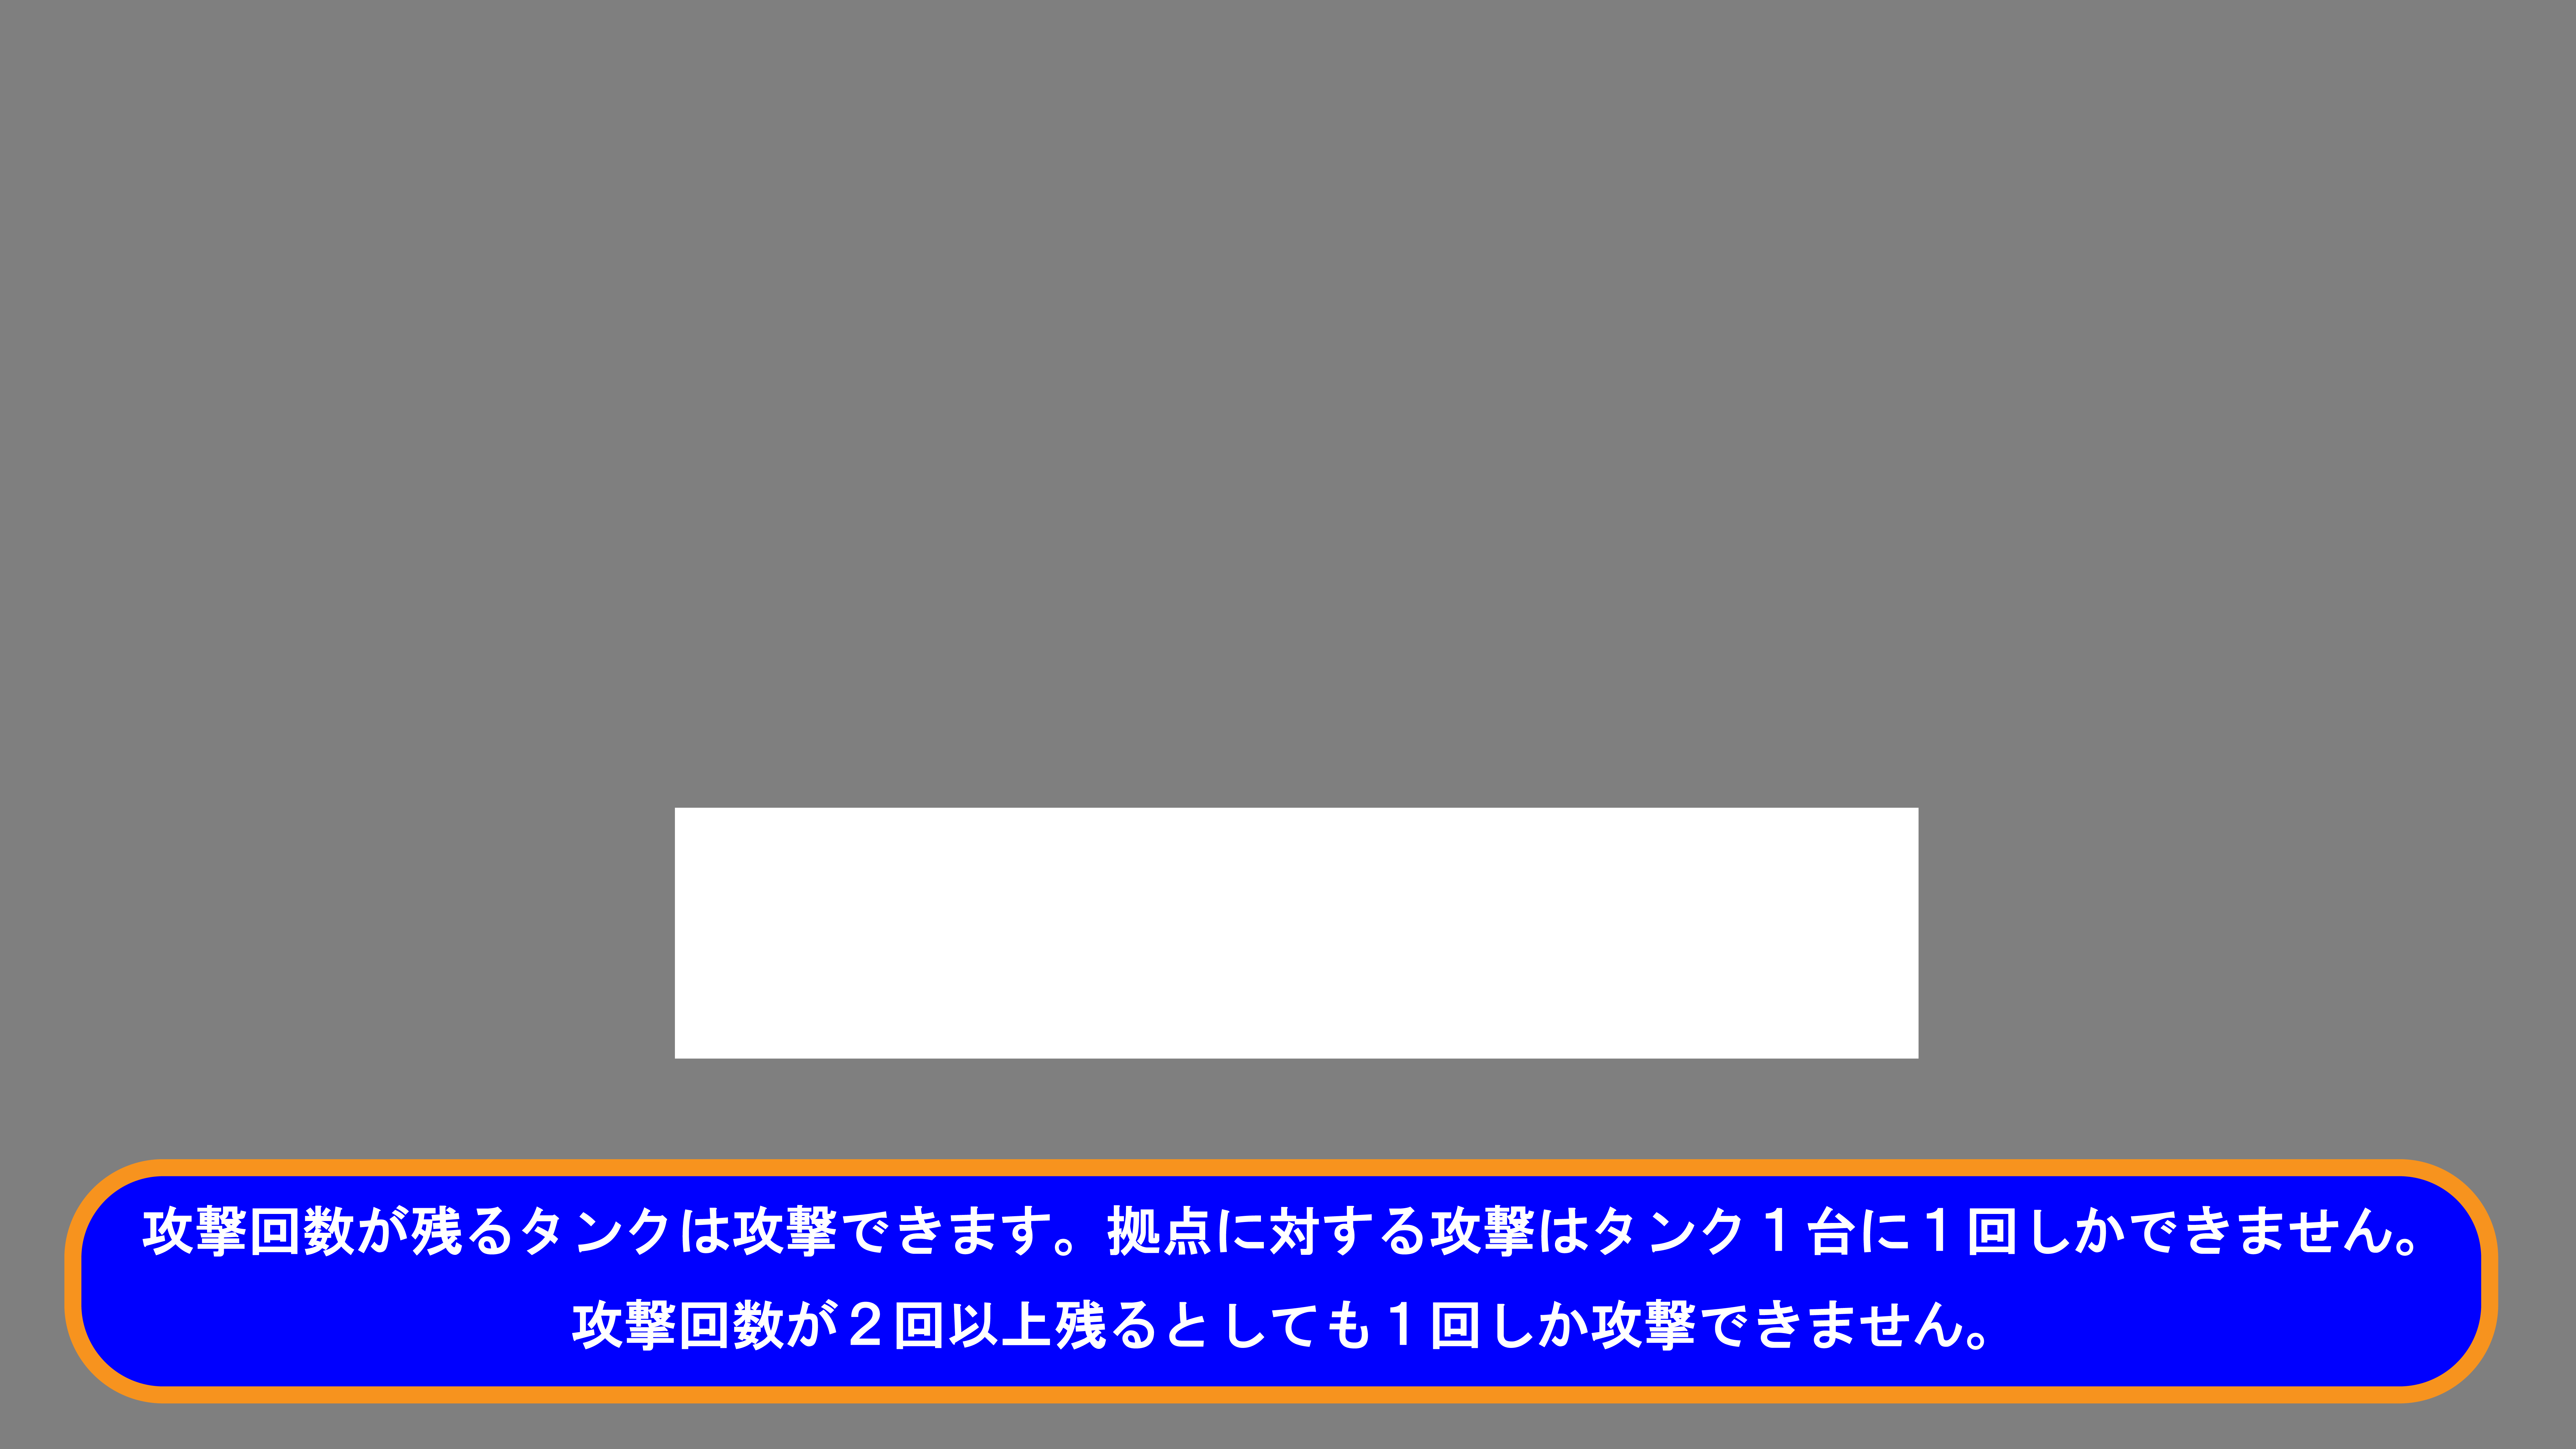 攻撃回数が残るタンクは攻撃できます。拠点に対する攻撃はタンク１台に１回しかできません。
攻撃回数が２回以上残るとしても１回しか攻撃できません。